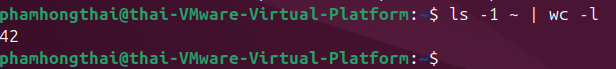 phamhongthai@thai-VMware-Virtual-Platform:~$ ls -1 ~ | wc -l
42
phamhongthai@thai-VMware-Virtual-Platform:~$